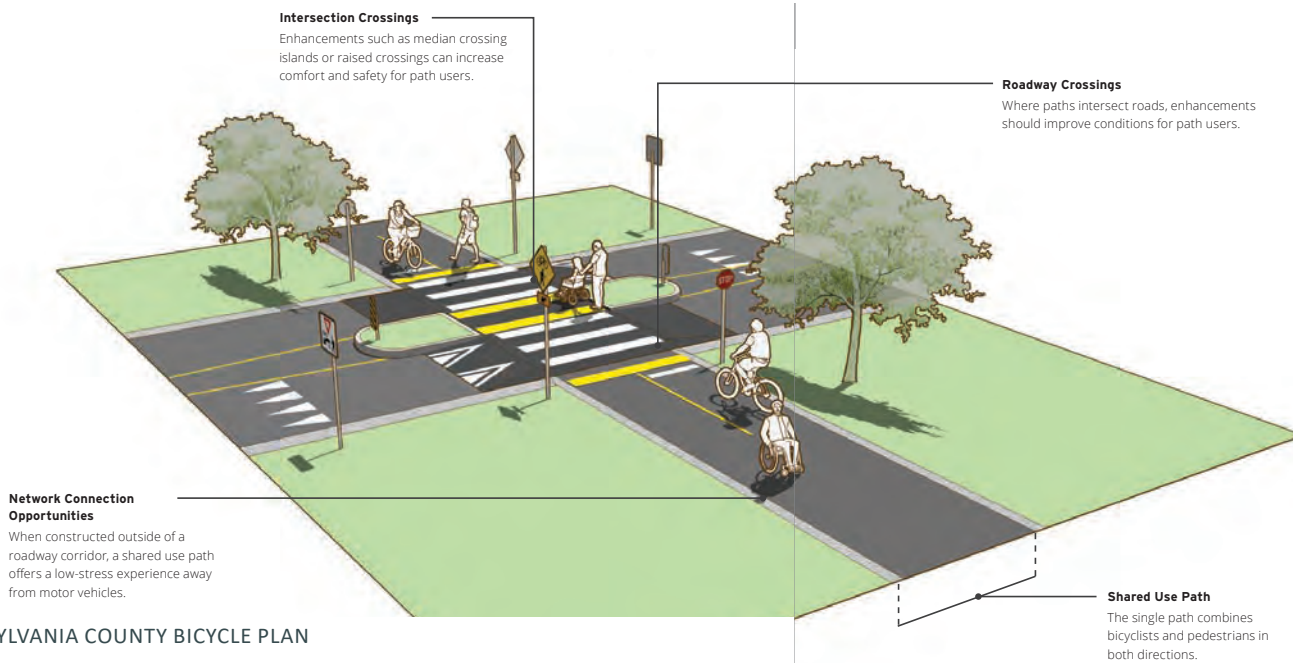 Intersection Crossings
Enhancements such as median crossing
islands or raised crossings can increase
comfort and safety for path users.
Roadway Crossings
Where paths intersect roads, enhancements
should improve conditions for path users.
STOP
Network Connection
Opportunities
When constructed outside of a
roadway corridor, a shared use path
offers a low-stress experience away
from motor vehicles.
Shared Use Path
The single path combines
bicyclists and pedestrians in
both directions.
YLVANIA COUNTY BICYCLE PLAN